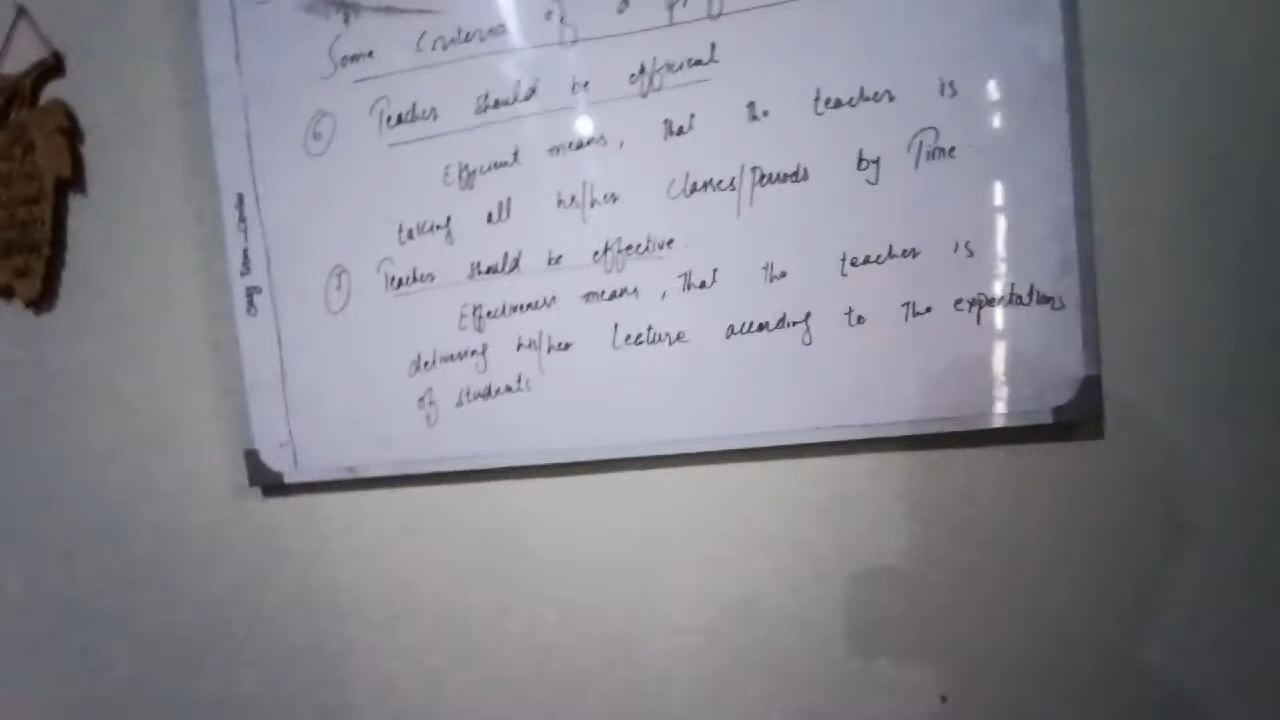 Some Criteria of a
6 Teacher should be efficient
Efficient means, that the teacher is
taking all his/her classes/Periods by Time
7 Teacher should be effective
Effectiveness means, That the teacher is
delivering his/her lecture according to the expectations
of students